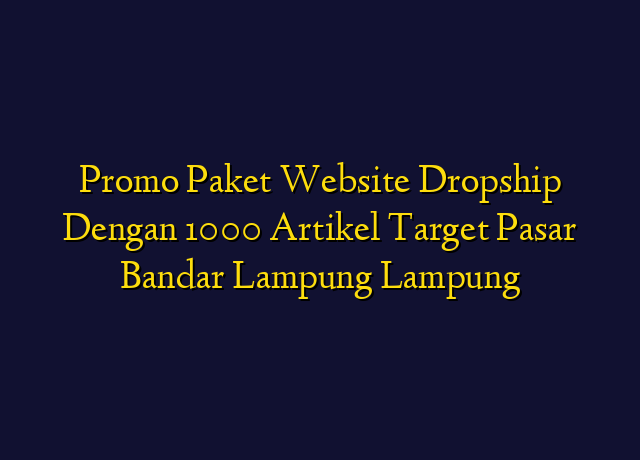 Promo Paket Website Dropship
Dengan 1000 Artikel Target Pasar
Bandar Lampung Lampung